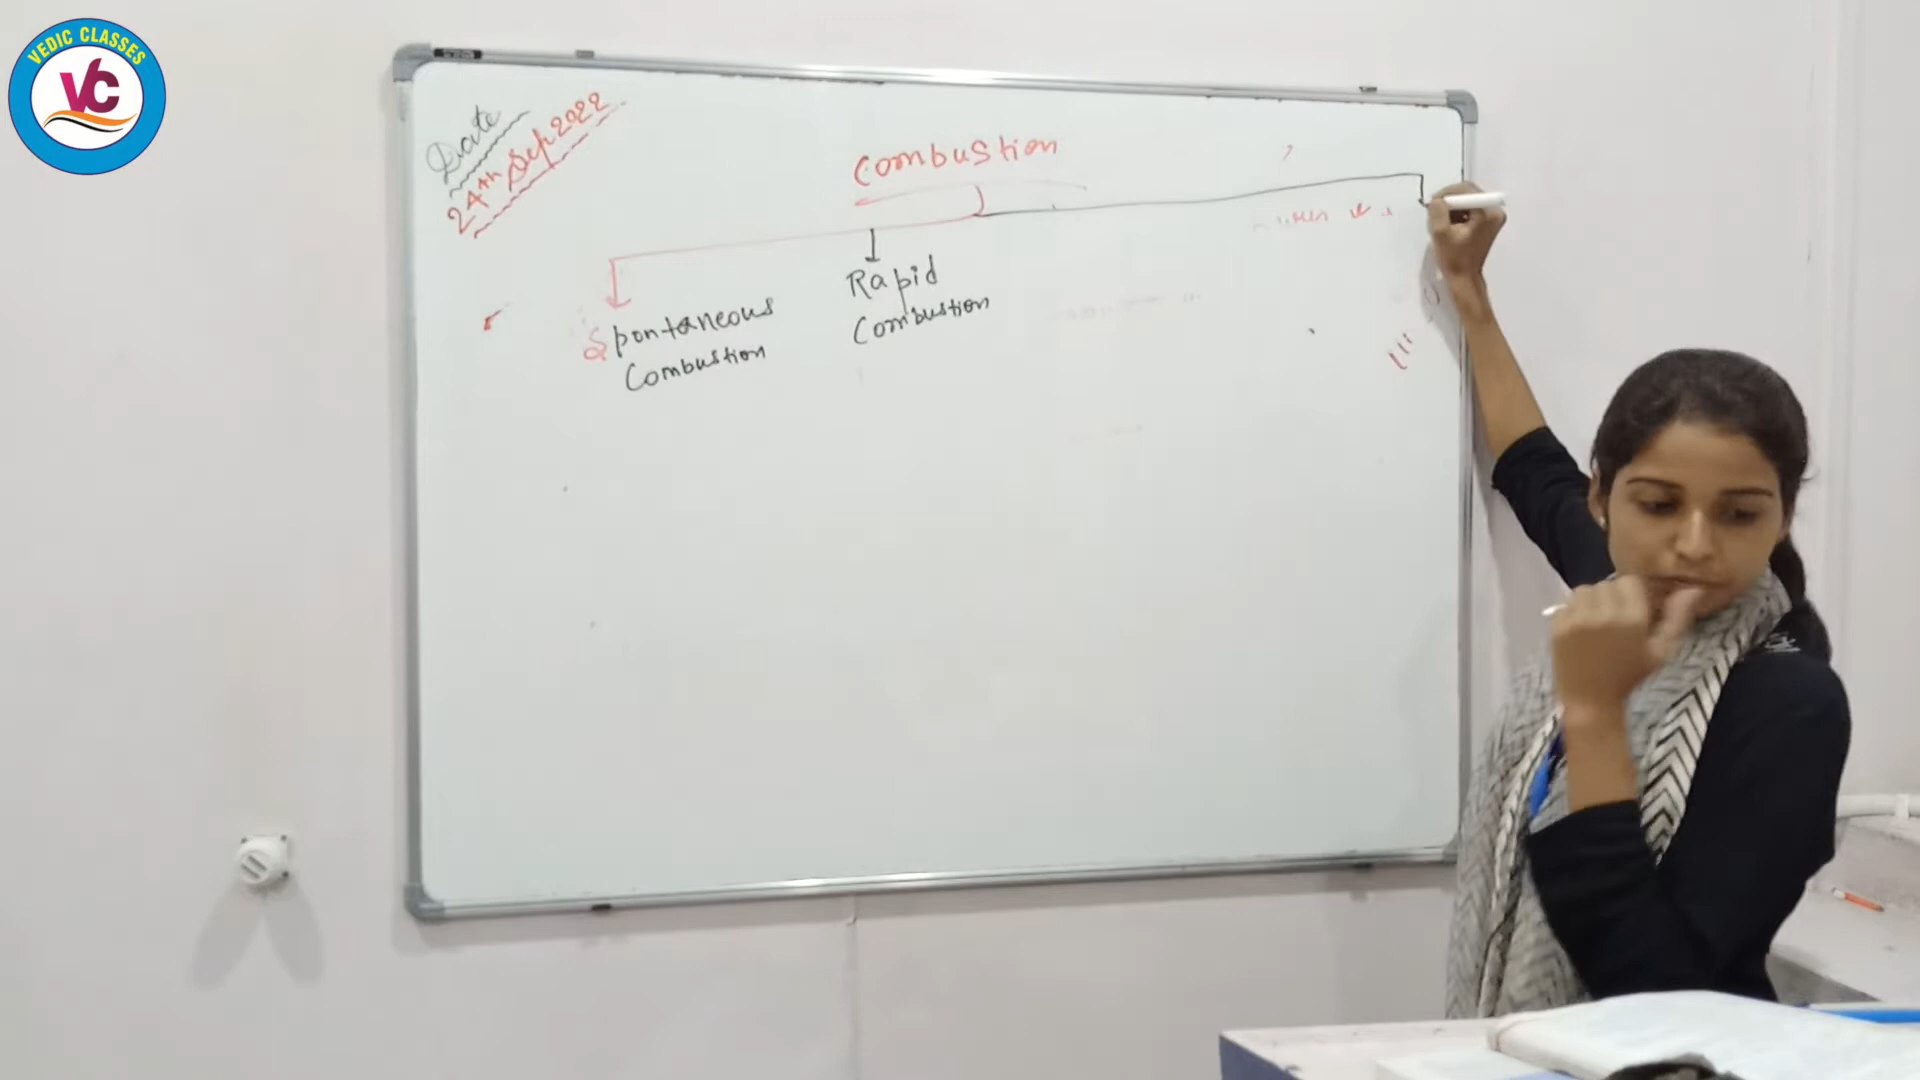 VEDIC CLASSES
VC
Date
24th Sep 2022
Combustion
Spontaneous
Combustion
Rapid
Combustion